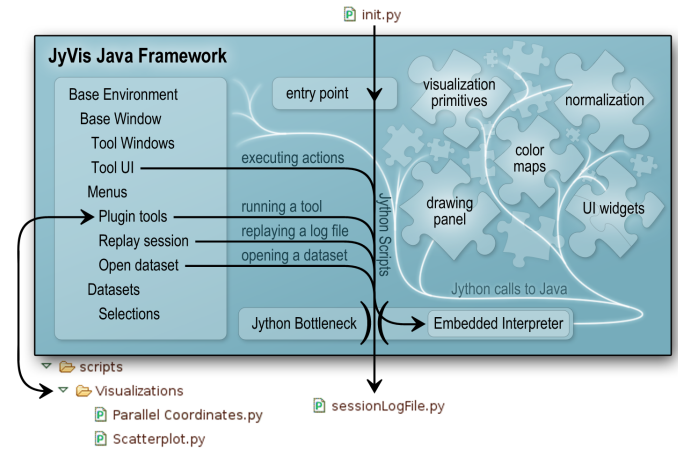 init.py
JyVis Java Framework
Base Environment
Base Window
Tool Windows
Tool UI
Menus
Plugin tools
Replay session
Open dataset
Datasets
Selections
entry point
executing actions
running a tool
replaying a log file
opening a dataset
Jython Scripts
visualization
primitives
normalization
color
maps
drawing
panel
UI widgets
Jython calls to Java
Jython Bottleneck
Embedded Interpreter
scripts
Visualizations
Parallel Coordinates.py
Scatterplot.py
sessionLogFile.py